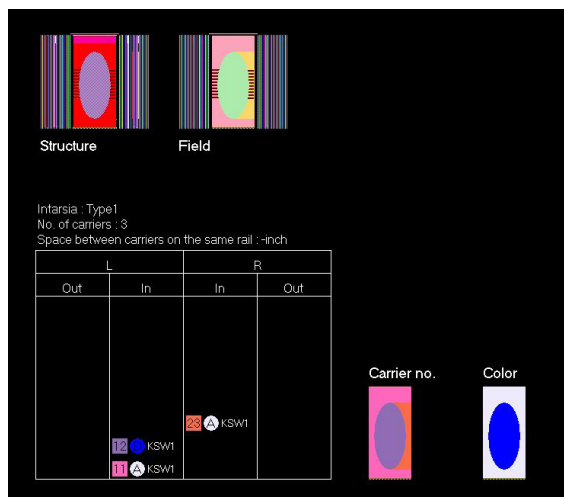 Structure
Field
Intarsia : Type1
No. of carriers : 3
Space between carriers on the same rail : -inch
L R
Out In In Out
23 A KSW1
12 KSW1
11 A KSW1
Carrier no.
Color